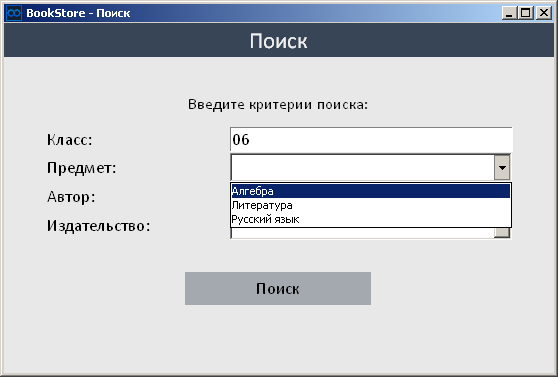 BookStore - Поиск
Поиск
Введите критерии поиска:
Класс: 06
Предмет:
Алгебра
Автор:
Литература
Русский язык
Издательство:
Поиск